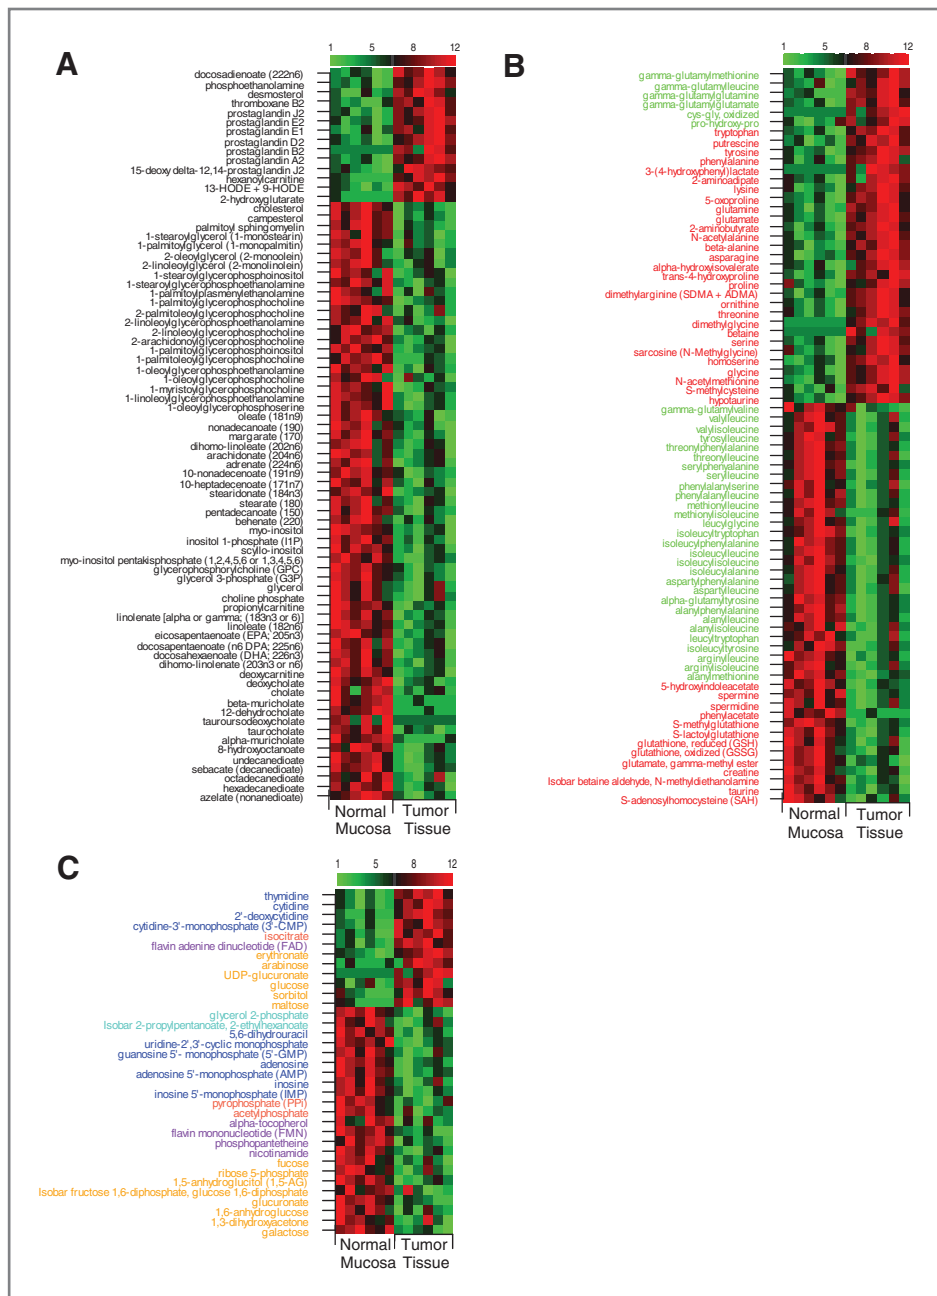 A
1 5 8 12
docosadienoate (222n6)
phosphoethanolamine
desmosterol
thromboxane B2
prostaglandin J2
prostaglandin E2
prostaglandin E1
prostaglandin D2
prostaglandin B2
prostaglandin A2
15-deoxy delta-12,14-prostaglandin J2
hexanoylcarnitine
13-HODE + 9-HODE
2-hydroxyglutarate
cholesterol
campesterol
palmitoyl sphingomyelin
1-stearoylglycerol (1-monostearin)
1-palmitoylglycerol (1-monopalmitin)
2-oleoylglycerol (2-monoolein)
2-linoleoylglycerol (2-monolinolein)
1-stearoylglycerophosphoinositol
1-stearoylglycerophosphoethanolamine
1-palmitoylplasmenylethanolamine
1-palmitoylglycerophosphocholine
2-palmitoleoylglycerophosphocholine
2-linoleoylglycerophosphoethanolamine
2-linoleoylglycerophosphocholine
2-arachidonoylglycerophosphocholine
1-palmitoylglycerophosphoinositol
1-palmitoleoylglycerophosphocholine
1-oleoylglycerophosphoethanolamine
1-oleoylglycerophosphocholine
1-myristoylglycerophosphocholine
1-linoleoylglycerophosphoethanolamine
1-oleoylglycerophosphoserine
oleate (181n9)
nonadecanoate (190)
margarate (170)
dihomo-linoleate (202n6)
arachidonate (204n6)
adrenate (224n6)
10-nonadecenoate (191n9)
10-heptadecenoate (171n7)
stearidonate (184n3)
stearate (180)
pentadecanoate (150)
behenate (220)
myo-inositol
inositol 1-phosphate (I1P)
scyllo-inositol
myo-inositol pentakisphosphate (1,2,4,5,6 or 1,3,4,5,6)
glycerophosphorylcholine (GPC)
glycerol 3-phosphate (G3P)
glycerol
choline phosphate
propionylcarnitine
linolenate [alpha or gamma; (183n3 or 6)]
linoleate (182n6)
eicosapentaenoate (EPA; 205n3)
docosapentaenoate (n6 DPA; 225n6)
docosahexaenoate (DHA; 226n3)
dihomo-linolenate (203n3 or n6)
deoxycarnitine
deoxycholate
cholate
beta-muricholate
12-dehydrocholate
tauroursodeoxycholate
taurocholate
alpha-muricholate
8-hydroxyoctanoate
undecanedioate
sebacate (decanedioate)
octadecanedioate
hexadecanedioate
azelate (nonanedioate)
Normal Tumor
Mucosa Tissue
B
1 5 8 12
gamma-glutamylmethionine
gamma-glutamylleucine
gamma-glutamylglutamine
gamma-glutamylglutamate
cys-gly, oxidized
pro-hydroxy-pro
tryptophan
putrescine
tyrosine
phenylalanine
3-(4-hydroxyphenyl)lactate
2-aminoadipate
lysine
5-oxoproline
glutamine
glutamate
2-aminobutyrate
N-acetylalanine
beta-alanine
asparagine
alpha-hydroxyisovalerate
trans-4-hydroxyproline
proline
dimethylarginine (SDMA + ADMA)
ornithine
threonine
dimethylglycine
betaine
serine
sarcosine (N-Methylglycine)
homoserine
glycine
N-acetylmethionine
S-methylcysteine
hypotaurine
gamma-glutamylvaline
valylleucine
valylisoleucine
tyrosylleucine
threonylphenylalanine
threonylleucine
serylphenylalanine
serylleucine
phenylalanylserine
phenylalanylleucine
methionylleucine
methionylisoleucine
leucylglycine
isoleucyltryptophan
isoleucylphenylalanine
isoleucylleucine
isoleucylisoleucine
isoleucylalanine
aspartylphenylalanine
aspartylleucine
alpha-glutamyltyrosine
alanylphenylalanine
alanylleucine
alanylisoleucine
leucyltryptophan
isoleucyltyrosine
arginylleucine
arginylisoleucine
alanylmethionine
5-hydroxyindoleacetate
spermine
spermidine
phenylacetate
S-methylglutathione
S-lactoylglutathione
glutathione, reduced (GSH)
glutathione, oxidized (GSSG)
glutamate, gamma-methyl ester
creatine
Isobar betaine aldehyde, N-methyldiethanolamine
taurine
S-adenosylhomocysteine (SAH)
Normal Tumor
Mucosa Tissue
C
1 5 8 12
thymidine
cytidine
2'-deoxycytidine
cytidine-3'-monophosphate (3'-CMP)
isocitrate
flavin adenine dinucleotide (FAD)
erythronate
arabinose
UDP-glucuronate
glucose
sorbitol
maltose
glycerol 2-phosphate
Isobar 2-propylpentanoate, 2-ethylhexanoate
5,6-dihydrouracil
uridine-2',3'-cyclic monophosphate
guanosine 5'- monophosphate (5'-GMP)
adenosine
adenosine 5'-monophosphate (AMP)
inosine
inosine 5'-monophosphate (IMP)
pyrophosphate (PPi)
acetylphosphate
alpha-tocopherol
flavin mononucleotide (FMN)
phosphopantetheine
nicotinamide
fucose
ribose 5-phosphate
1,5-anhydroglucitol (1,5-AG)
Isobar fructose 1,6-diphosphate, glucose 1,6-diphosphate
glucuronate
1,6-anhydroglucose
1,3-dihydroxyacetone
galactose
Normal Tumor
Mucosa Tissue